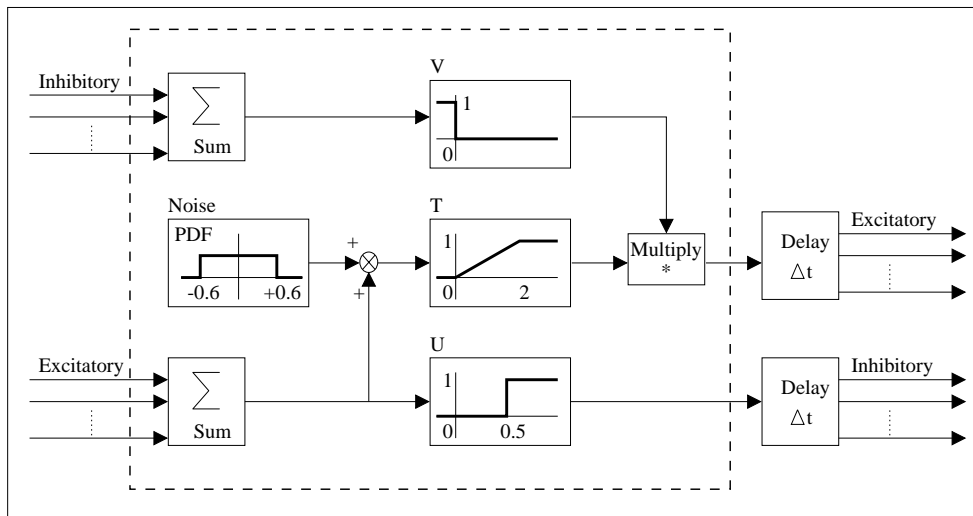 Inhibitory
∑
Sum
V
1
0
Noise
PDF
-0.6 +0.6
+
+
T
1
0 2
Multiply
*
Delay
Δt
Excitatory
Excitatory
∑
Sum
U
1
0 0.5
Delay
Δt
Inhibitory